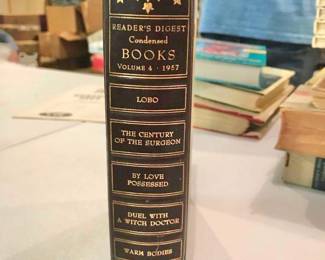 READER'S DIGEST
Condensed
BOOKS
VOLUME 4 · 1957
LOBO
THE CENTURY
OF THE SURGEON
BY LOVE
POSSESSED
DUEL WITH
A WITCH DOCTOR
WARM BODIES